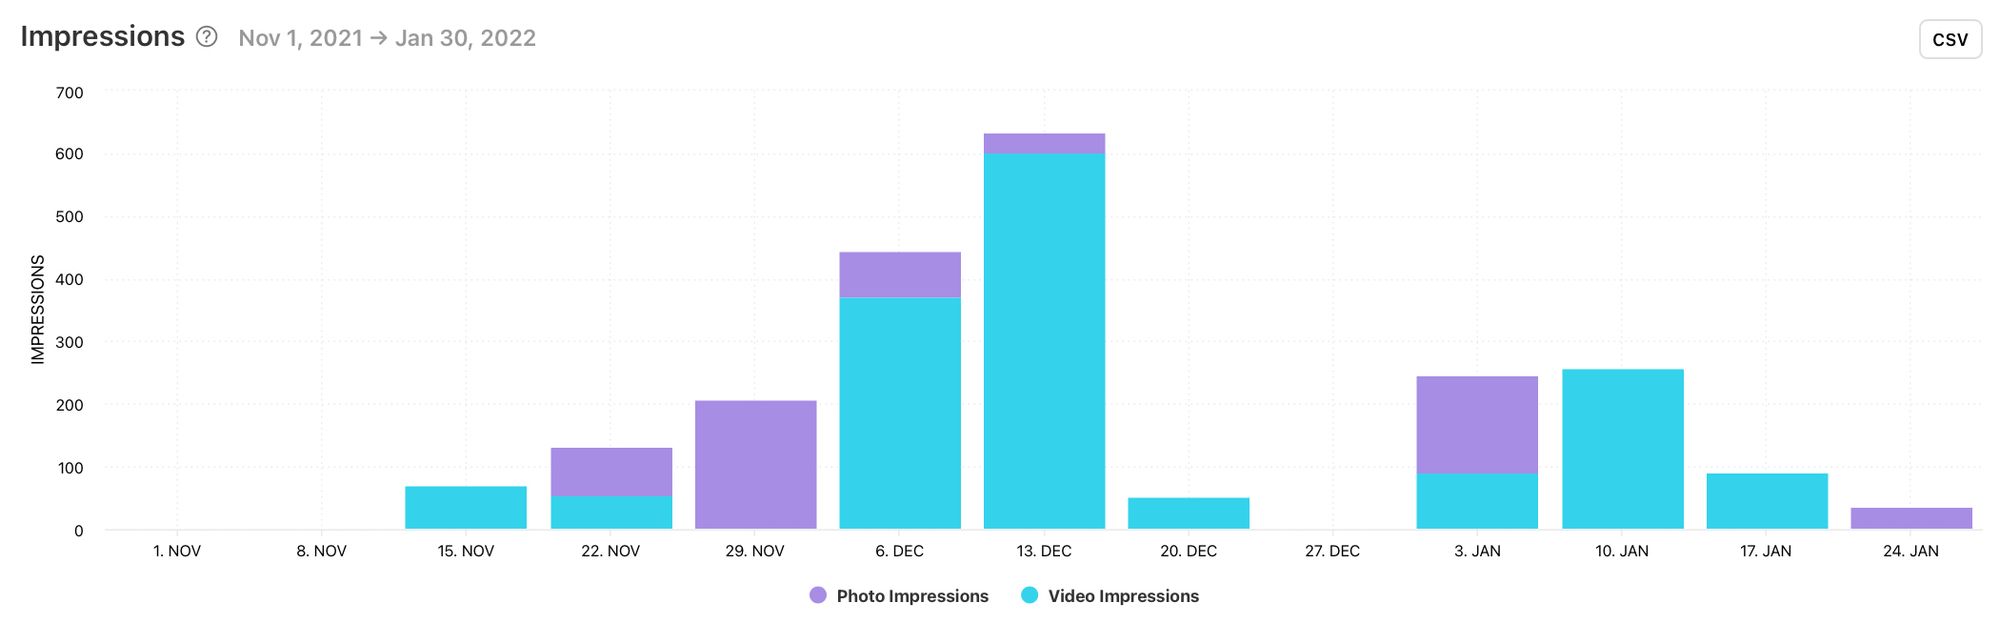 Impressions ? Nov 1, 2021 → Jan 30, 2022
CSV
700
600
500
400
300
200
100
0
IMPRESSIONS
1. NOV 8. NOV 15. NOV 22. NOV 29. NOV 6. DEC 13. DEC 20. DEC 27. DEC 3. JAN 10. JAN 17. JAN 24. JAN
Photo Impressions Video Impressions